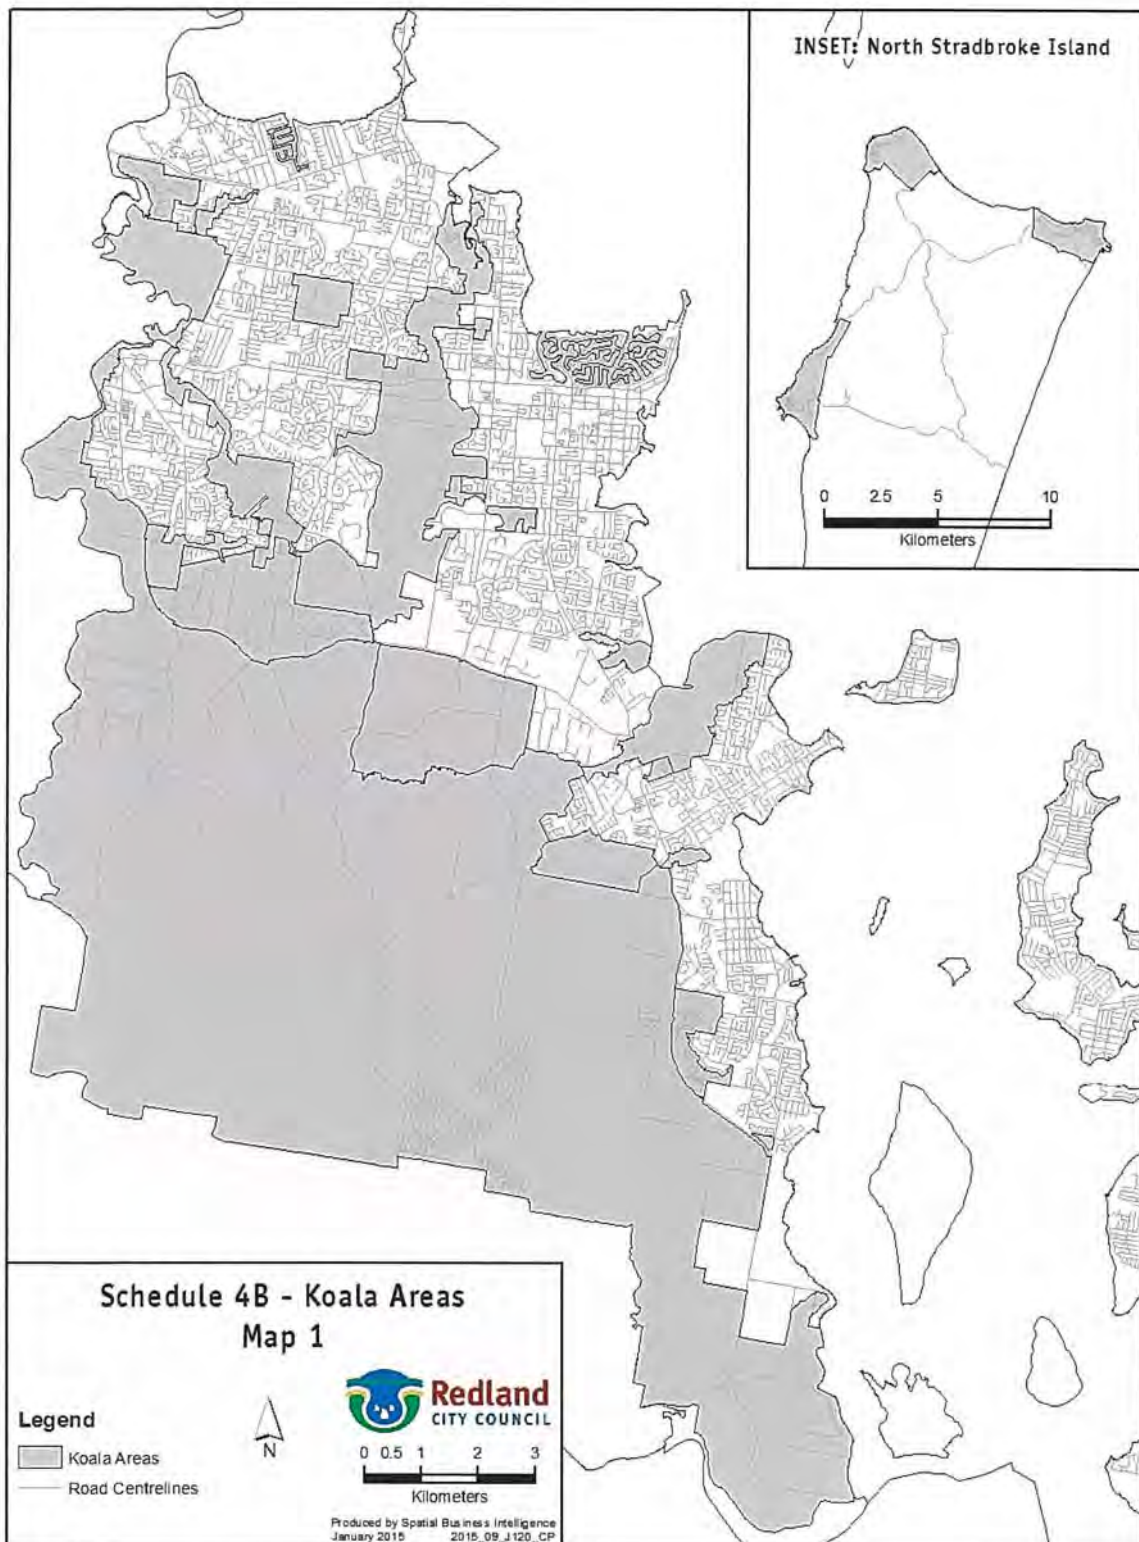 INSET: North Stradbroke Island
0 2.5 5 10
Kilometers
Schedule 4B - Koala Areas
Map 1
Redland
CITY COUNCIL
Legend
Koala Areas
Road Centrelines
N
0 0.5 1 2 3
Kilometers
Produced by Spatial Business Intelligence
January 2015 2015_09_J120_CP